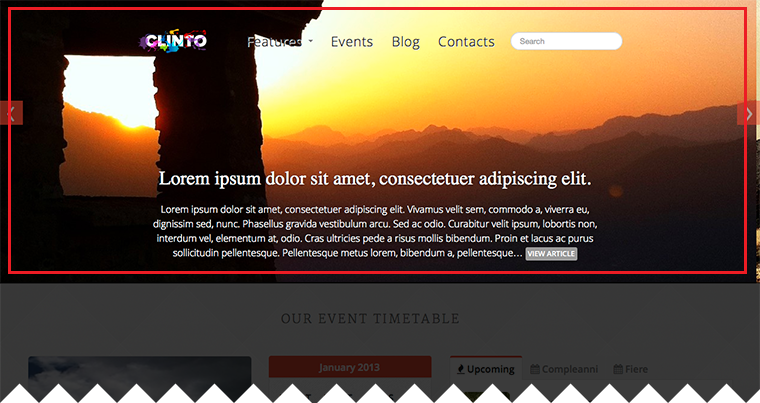 CLINTO
Features Events Blog Contacts Search
Lorem ipsum dolor sit amet, consectetuer adipiscing elit.
Lorem ipsum dolor sit amet, consectetuer adipiscing elit. Vivamus velit sem, commodo a, viverra eu,
dignissim sed, nunc. Phasellus gravida vestibulum arcu. Sed ac odio. Curabitur velit ipsum, lobortis non,
interdum vel, elementum at, odio. Cras ultricies pede a risus mollis bibendum. Proin et lacus ac purus
sollicitudin pellentesque. Pellentesque metus lorem, bibendum a, pellentesque… VIEW ARTICLE
OUR EVENT TIMETABLE
January 2013
Upcoming Compleanni Fiere